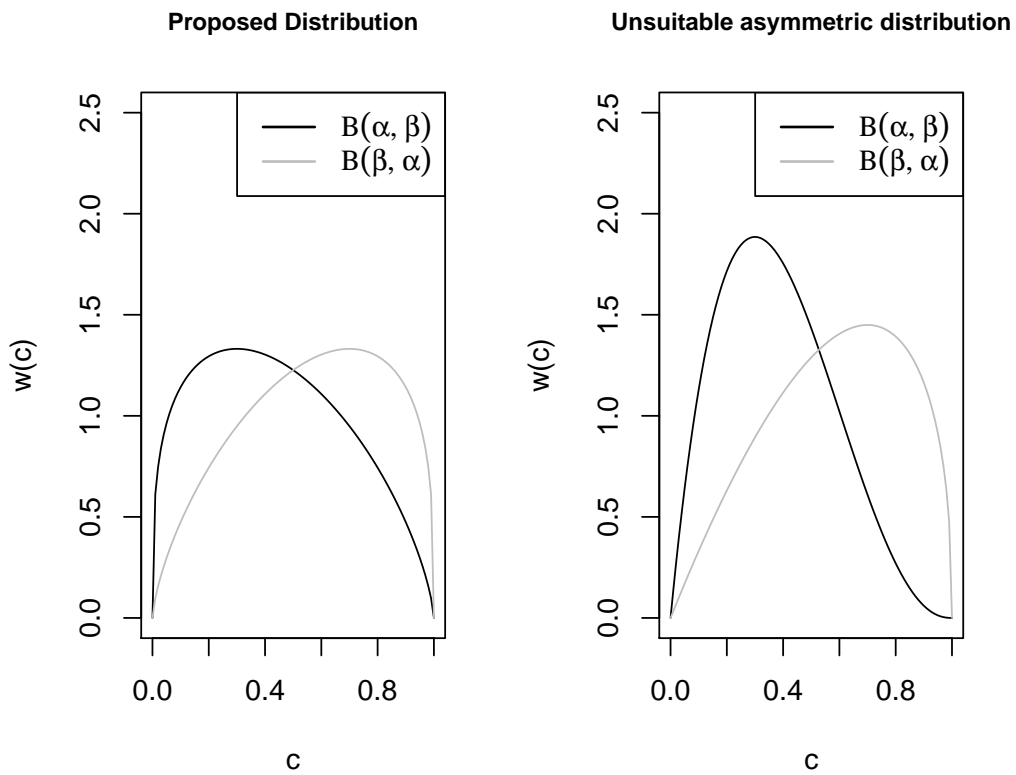 Proposed Distribution
B(α, β)
B(β, α)
2.5
2.0
1.5
1.0
0.5
0.0
w(c)
0.0 0.4 0.8
c
Unsuitable asymmetric distribution
B(α, β)
B(β, α)
2.5
2.0
1.5
1.0
0.5
0.0
w(c)
0.0 0.4 0.8
c